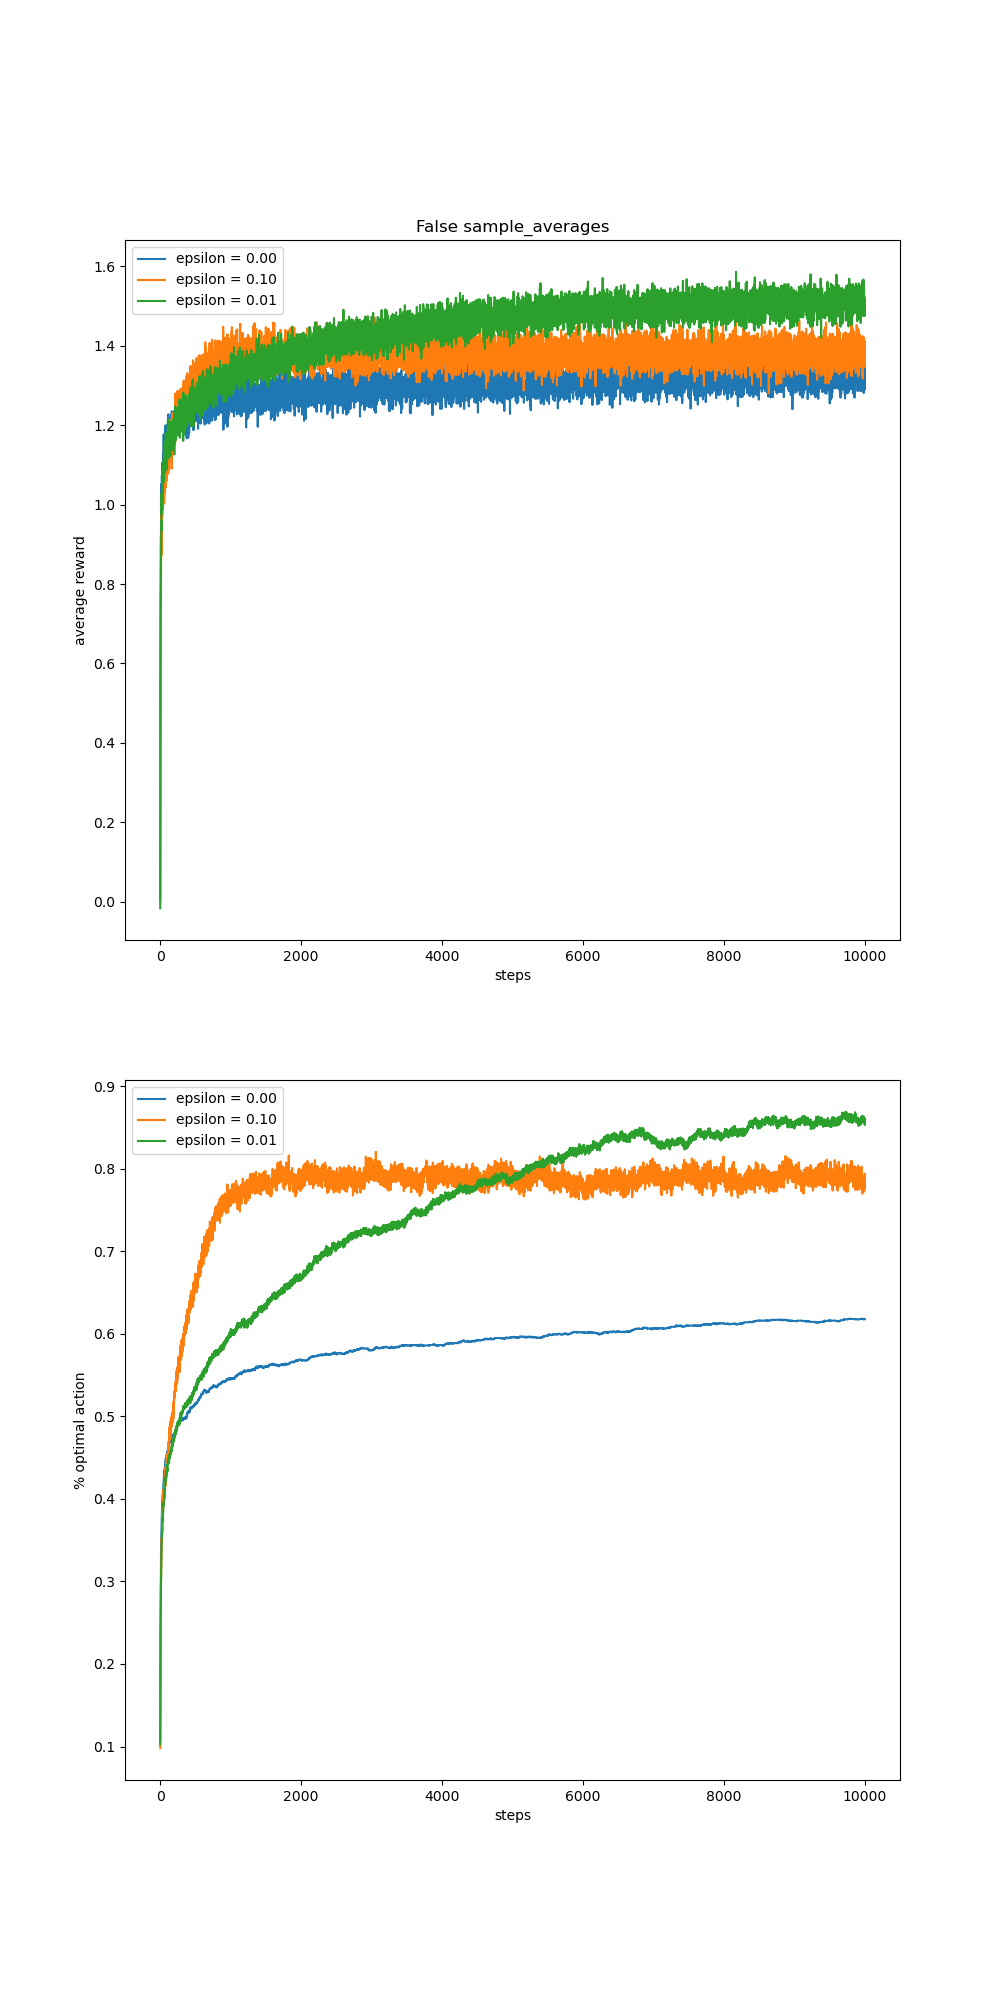 False sample_averages
epsilon = 0.00
epsilon = 0.10
epsilon = 0.01
1.6
1.4
1.2
1.0
0.8
0.6
0.4
0.2
0.0
average reward
0 2000 4000 6000 8000 10000
steps
epsilon = 0.00
epsilon = 0.10
epsilon = 0.01
0.9
0.8
0.7
0.6
0.5
0.4
0.3
0.2
0.1
% optimal action
0 2000 4000 6000 8000 10000
steps